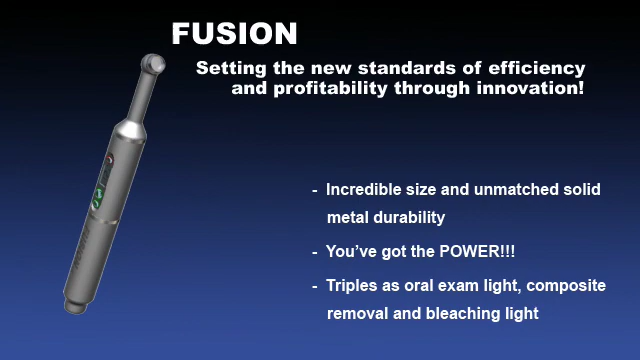 FUSION
Setting the new standards of efficiency
and profitability through innovation!
- Incredible size and unmatched solid
metal durability
- You've got the POWER!!!
- Triples as oral exam light, composite
removal and bleaching light